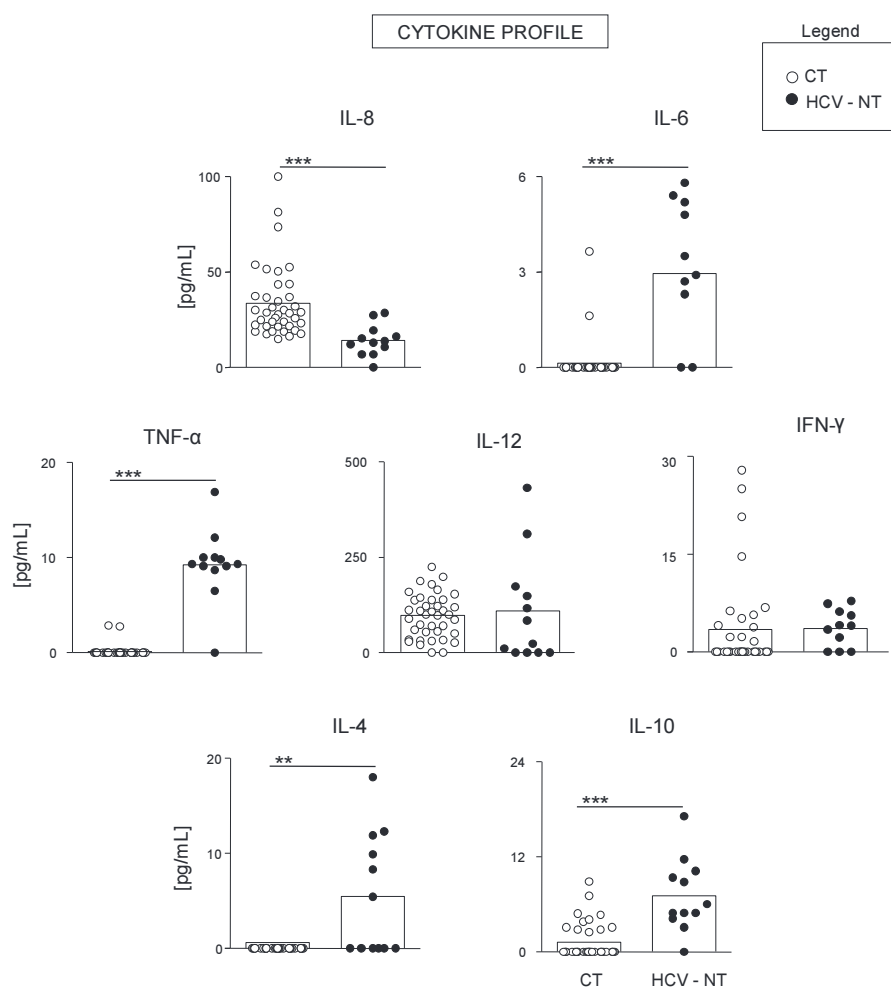 CYTOKINE PROFILE
Legend
CT
HCV - NT
IL-8
IL-6
***
***
100
50
0
[pg/mL]
6
3
0
TNF-α
IL-12
IFN-γ
***
20
10
0
[pg/mL]
500
250
0
30
15
0
IL-4
IL-10
**
***
20
10
0
[pg/mL]
24
12
0
CT
HCV - NT